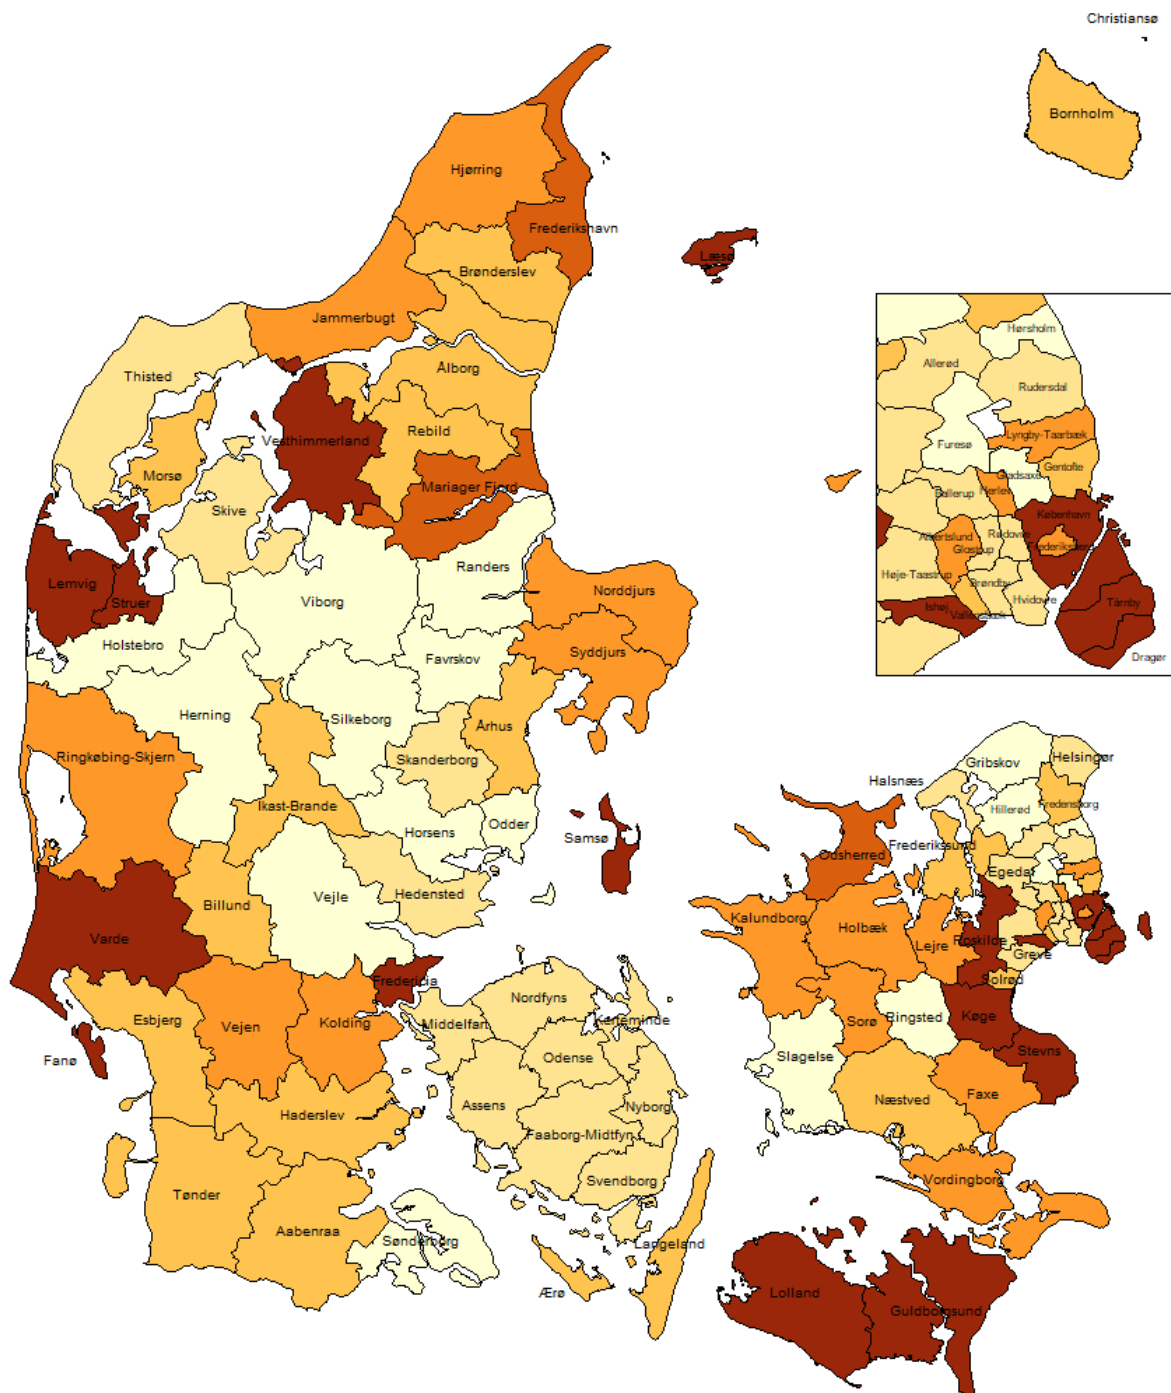 Christiansø
Bornholm
Hjørring
Frederikshavn
Læsø
Brønderslev
Jammerbugt
Ålborg
Thisted
Vesthimmerland
Rebild
Morsø
Mariager Fjord
Skive
Randers
Lemvig
Struer
Viborg
Norddjurs
Holstebro
Favrskov
Syddjurs
Herning
Silkeborg
Århus
Ringkøbing-Skjern
Skanderborg
Ikast-Brande
Horsens
Odder
Samsø
Vejle
Hedensted
Billund
Varde
Fredericia
Esbjerg
Vejen
Kolding
Middelfart
Nordfyns
Kerteminde
Fanø
Odense
Assens
Nyborg
Haderslev
Faaborg-Midtfyn
Svendborg
Tønder
Aabenraa
Sønderborg
Langeland
Ærø
Hørsholm
Allerød
Rudersdal
Furesø
Lyngby-Taarbæk
Gentofte
Gladsaxe
Ballerup
Herlev
København
Albertslund
Rødovre
Glostrup
Frederiksberg
Høje-Taastrup
Brøndby
Hvidovre
Ishøj
Vallensbæk
Tårnby
Dragør
Helsingør
Gribskov
Halsnæs
Hillerød
Fredensborg
Frederikssund
Odsherred
Egedal
Kalundborg
Holbæk
Lejre
Roskilde
Greve
Solrød
Sorø
Ringsted
Køge
Stevns
Slagelse
Næstved
Faxe
Vordingborg
Lolland
Guldborgsund